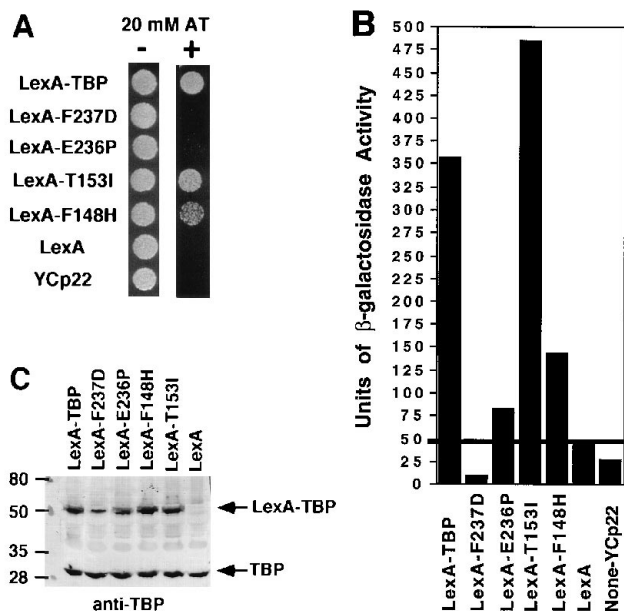 A
20 mM AT
- +
LexA-TBP
LexA-F237D
LexA-E236P
LexA-T153I
LexA-F148H
LexA
YCp22
B
Units of β-galactosidase Activity
500
475
450
425
400
375
350
325
300
275
250
225
200
175
150
125
100
75
50
25
0
LexA-TBP
LexA-F237D
LexA-E236P
LexA-T153I
LexA-F148H
LexA
None-YCp22
C
LexA-TBP
LexA-F237D
LexA-E236P
LexA-F148H
LexA-T153I
LexA
80
50
35
28
LexA-TBP
TBP
anti-TBP